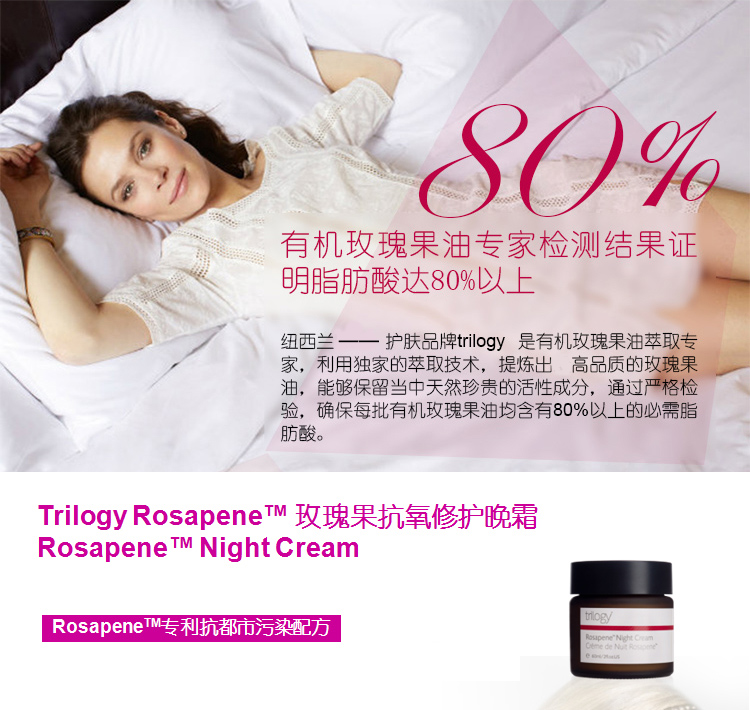 80%
有机玫瑰果油专家检测结果证
明脂肪酸达80%以上
纽西兰 —— 护肤品牌trilogy 是有机玫瑰果油萃取专
家，利用独家的萃取技术，提炼出 高品质的玫瑰果
油，能够保留当中天然珍贵的活性成分，通过严格检
验，确保每批有机玫瑰果油均含有80%以上的必需脂
肪酸。
Trilogy Rosapene™ 玫瑰果抗氧修护晚霜
Rosapene™ Night Cream
Rosapene™专利抗都市污染配方
trilogy
Rosapene™ Night Cream
Crème de Nuit Rosapene™